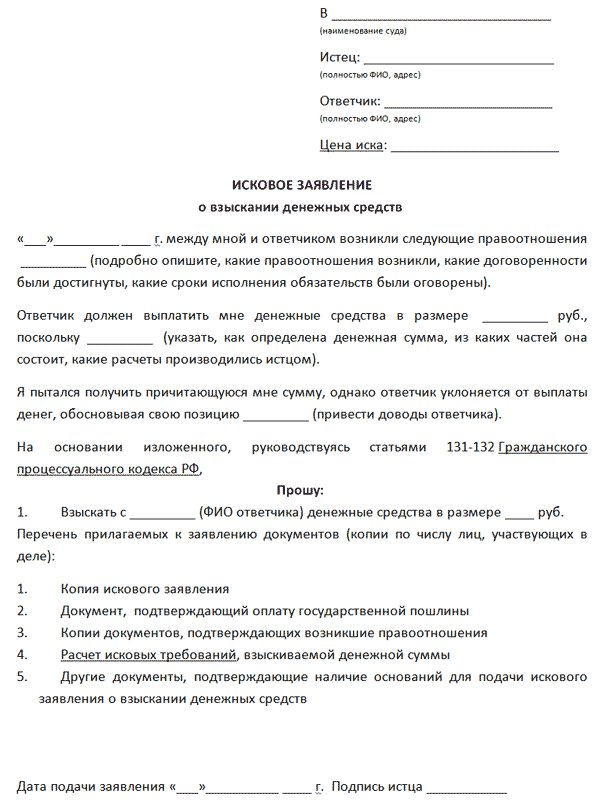 В ____________________________
(наименование суда)
Истец: ________________________
(полностью ФИО, адрес)
Ответчик: _____________________
(полностью ФИО, адрес)
Цена иска: _____________________
ИСКОВОЕ ЗАЯВЛЕНИЕ
о взыскании денежных средств
«___»_________ ____ г. между мной и ответчиком возникли следующие правоотношения
_________ (подробно опишите, какие правоотношения возникли, какие договоренности
были достигнуты, какие сроки исполнения обязательств были оговорены).
Ответчик должен выплатить мне денежные средства в размере _________ руб.,
поскольку _________ (указать, как определена денежная сумма, из каких частей она
состоит, какие расчеты производились истцом).
Я пытался получить причитающуюся мне сумму, однако ответчик уклоняется от выплаты
денег, обосновывая свою позицию _________ (привести доводы ответчика).
На основании изложенного, руководствуясь статьями 131-132 Гражданского
процессуального кодекса РФ,
Прошу:
1. Взыскать с _________ (ФИО ответчика) денежные средства в размере ____ руб.
Перечень прилагаемых к заявлению документов (копии по числу лиц, участвующих в
деле):
1. Копия искового заявления
2. Документ, подтверждающий оплату государственной пошлины
3. Копии документов, подтверждающих возникшие правоотношения
4. Расчет исковых требований, взыскиваемой денежной суммы
5. Другие документы, подтверждающие наличие оснований для подачи искового
заявления о взыскании денежных средств
Дата подачи заявления «___»___________ ____ г. Подпись истца ___________